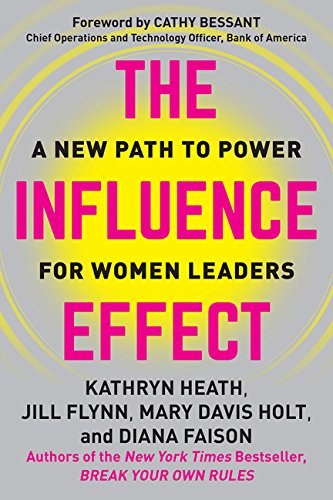 Foreword by CATHY BESSANT
Chief Operations and Technology Officer, Bank of America
THE
A NEW PATH TO POWER
INFLUENCE
FOR WOMEN LEADERS
EFFECT
KATHRYN HEATH,
JILL FLYNN, MARY DAVIS HOLT,
and DIANA FAISON
Authors of the New York Times Bestseller,
BREAK YOUR OWN RULES